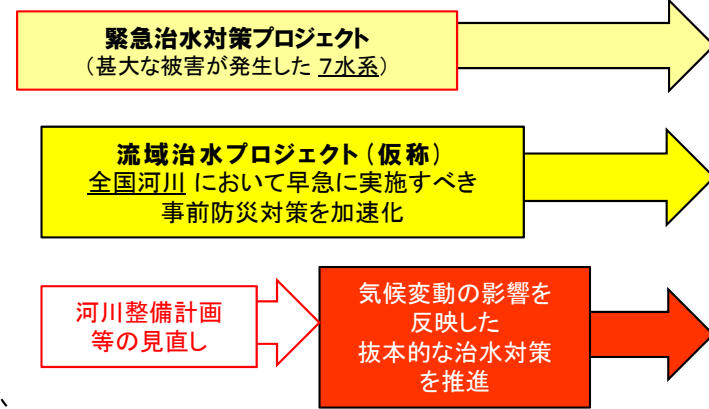 緊急治水対策プロジェクト
（甚大な被害が発生した 7水系）
流域治水プロジェクト（仮称）
全国河川 において早急に実施すべき
事前防災対策を加速化
河川整備計画
等の見直し
気候変動の影響を
反映した
抜本的な治水対策
を推進
、